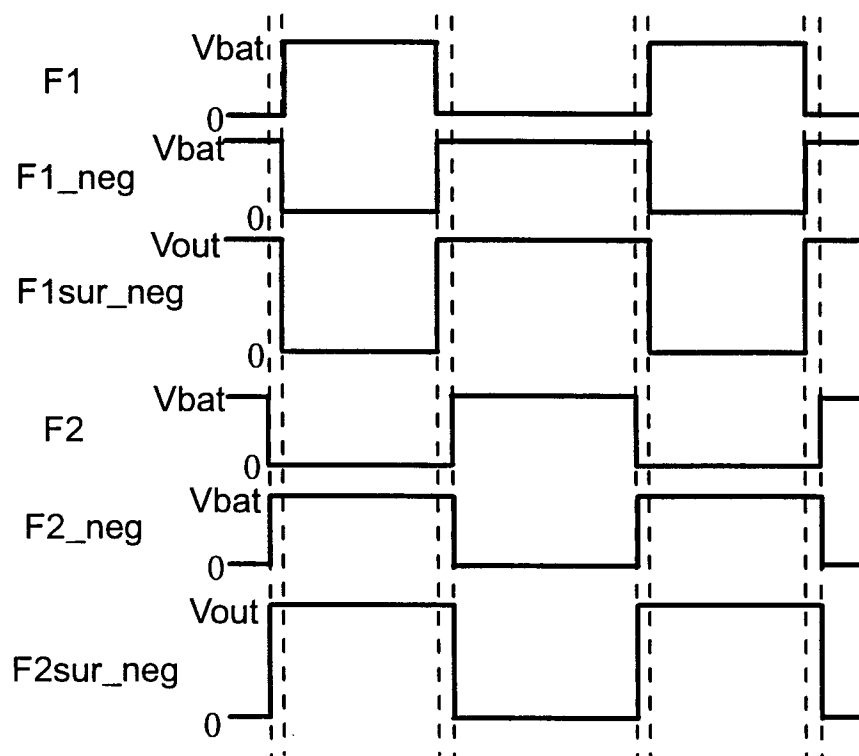 Vbat
F1
0
Vbat
F1_neg
0
Vout
F1sur_neg
0
Vbat
F2
0
Vbat
F2_neg
0
Vout
F2sur_neg
0